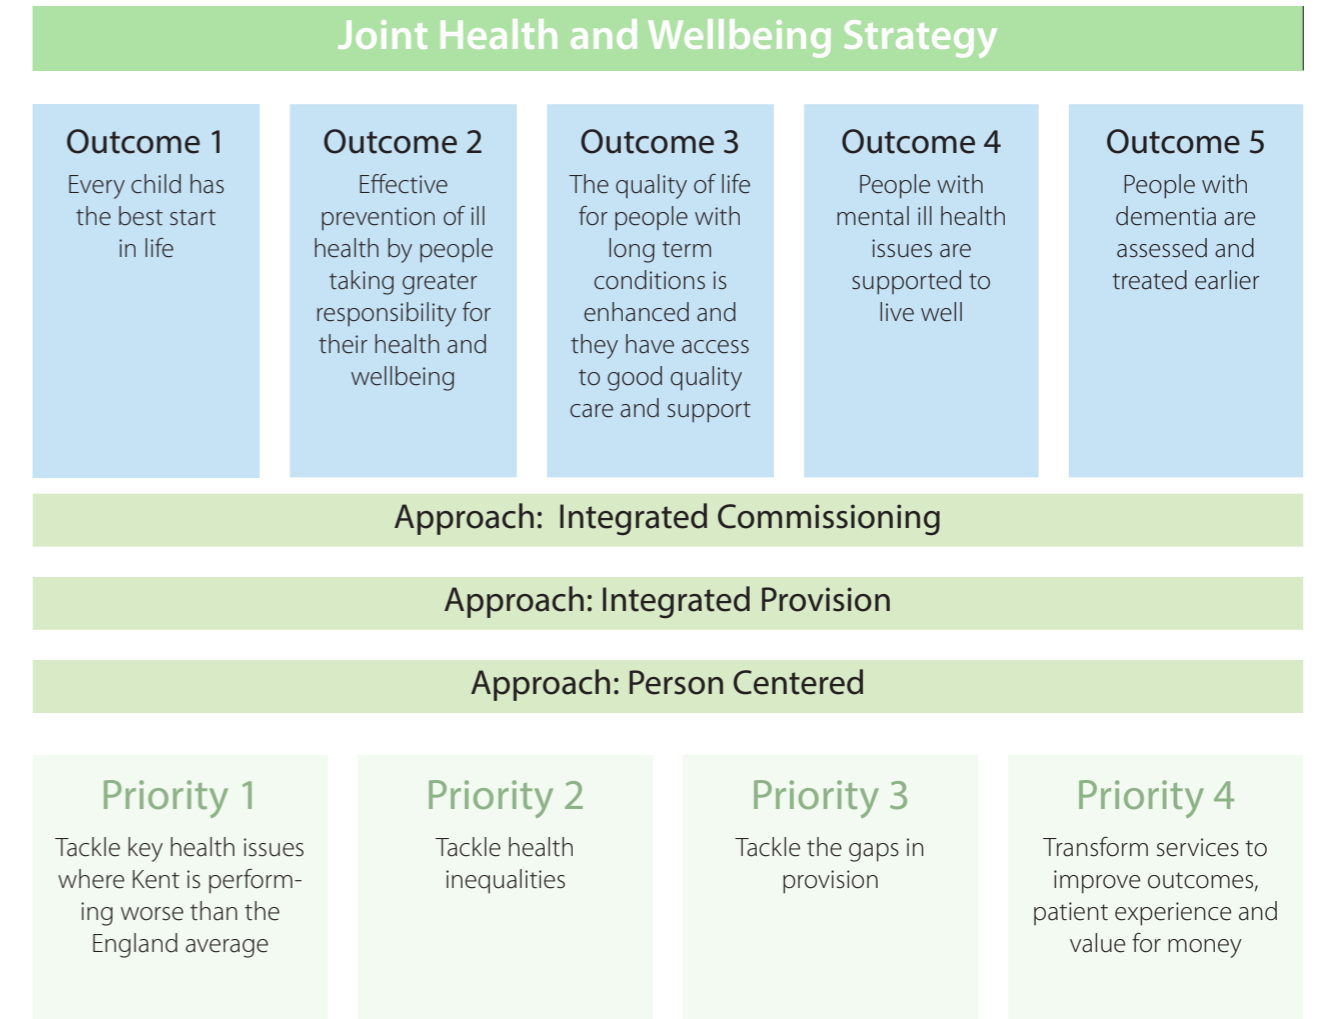 Joint Health and Wellbeing Strategy
Outcome 1
Every child has
the best start
in life
Outcome 2
Effective
prevention of ill
health by people
taking greater
responsibility for
their health and
wellbeing
Outcome 3
The quality of life
for people with
long term
conditions is
enhanced and
they have access
to good quality
care and support
Outcome 4
People with
mental ill health
issues are
supported to
live well
Outcome 5
People with
dementia are
assessed and
treated earlier
Approach: Integrated Commissioning
Approach: Integrated Provision
Approach: Person Centered
Priority 1
Tackle key health issues
where Kent is perform-
ing worse than the
England average
Priority 2
Tackle health
inequalities
Priority 3
Tackle the gaps in
provision
Priority 4
Transform services to
improve outcomes,
patient experience and
value for money